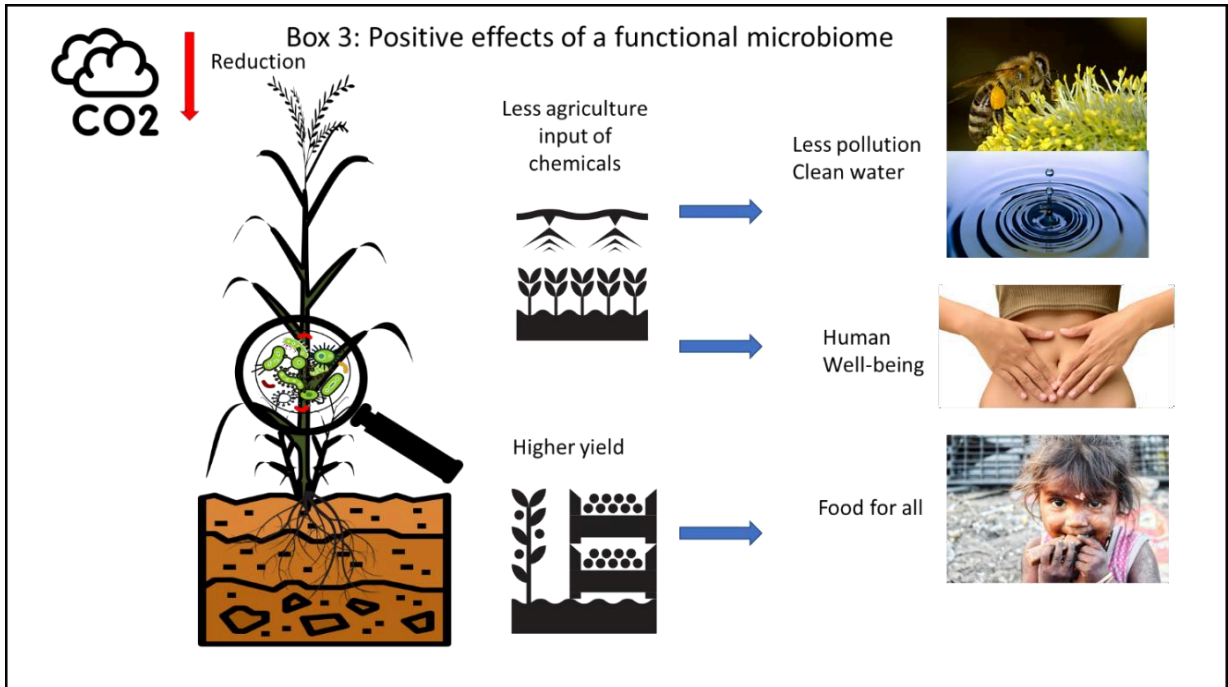 Box 3: Positive effects of a functional microbiome
CO2
Reduction
Less agriculture
input of
chemicals
Less pollution
Clean water
Human
Well-being
Higher yield
Food for all